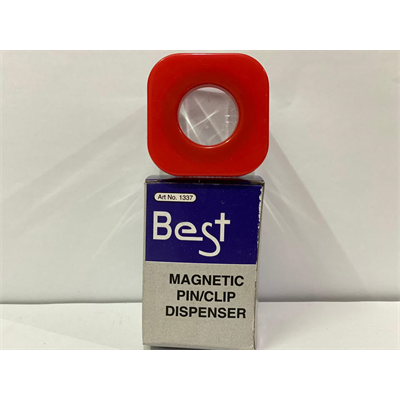 Art No. 1337
Best
MAGNETIC
PIN/CLIP
DISPENSER